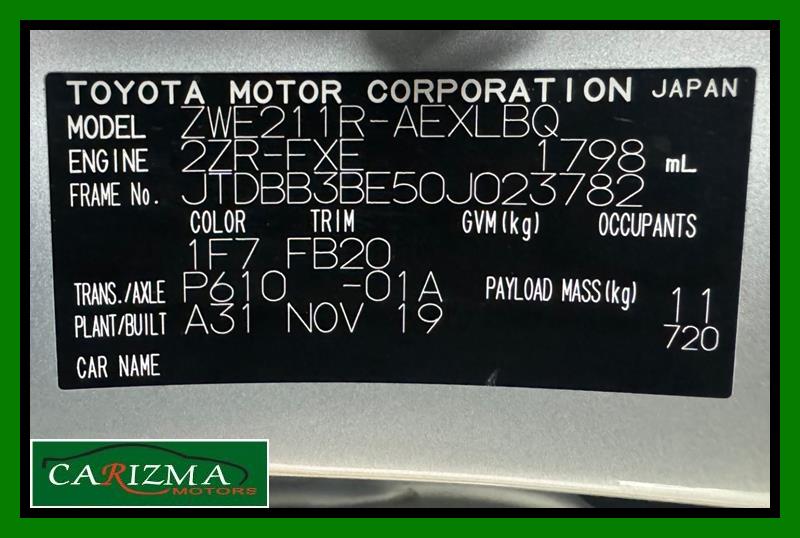 TOYOTA MOTOR CORPORATION JAPAN
MODEL ZWE211R-AEXLBQ
ENGINE 2ZR-FXE 1798 mL
FRAME No. JTDBB3BE50J023782
COLOR TRIM GVM(kg) OCCUPANTS
1F7 FB20
TRANS./AXLE P610 -01A PAYLOAD MASS(kg) 11
PLANT/BUILT A31 NOV 19 720
CAR NAME
CARIZMA
MOTORS